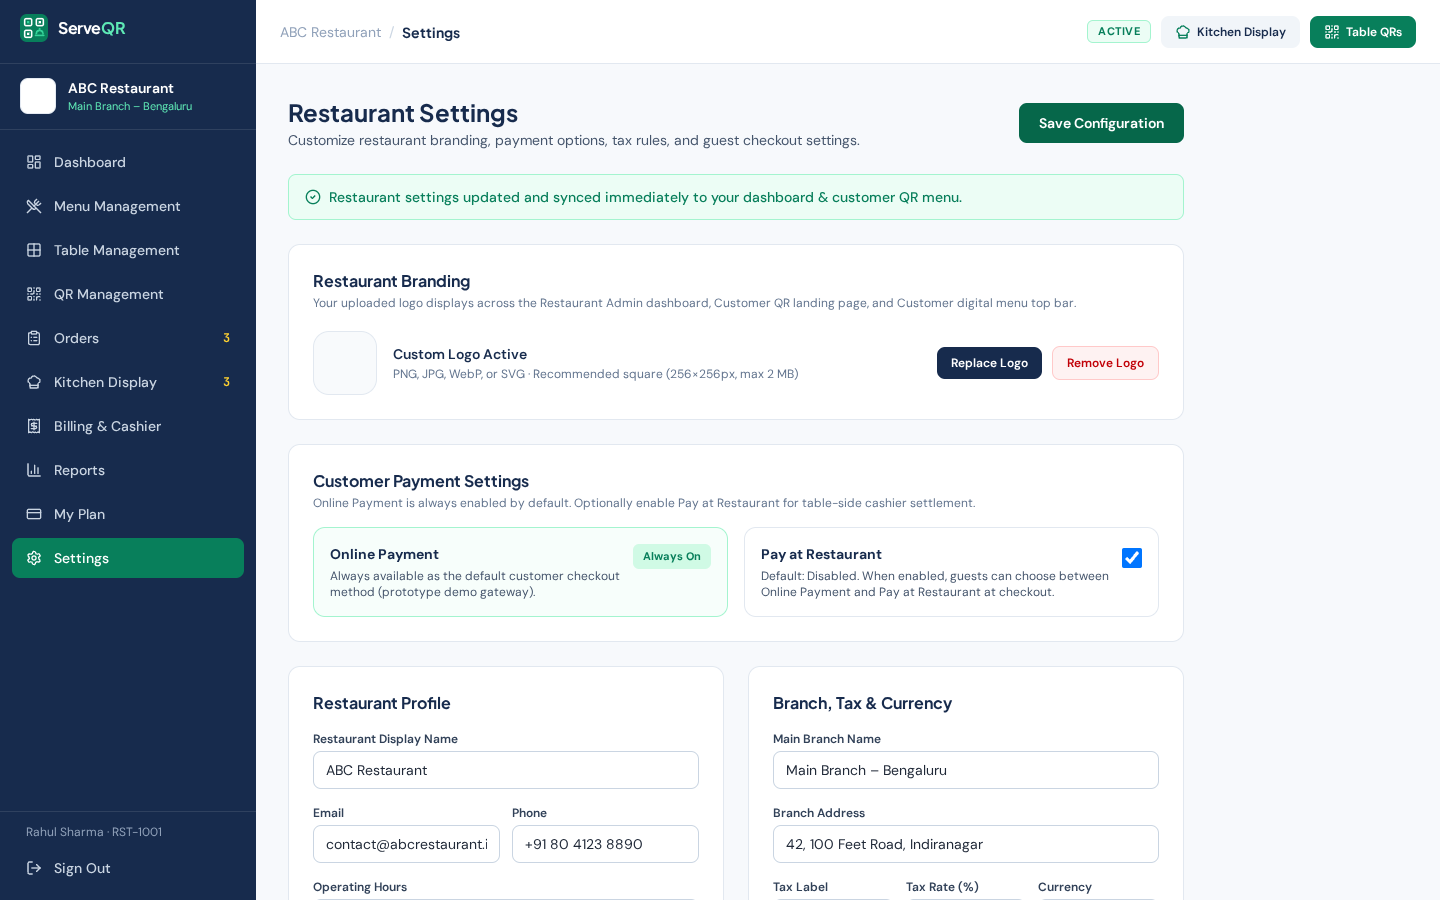 ServeQR
ABC Restaurant
Main Branch – Bengaluru
Dashboard
Menu Management
Table Management
QR Management
Orders 3
Kitchen Display 3
Billing & Cashier
Reports
My Plan
Settings
Rahul Sharma · RST-1001
Sign Out
ABC Restaurant / Settings
ACTIVE
Kitchen Display
Table QRs
Restaurant Settings
Customize restaurant branding, payment options, tax rules, and guest checkout settings.
Save Configuration
Restaurant settings updated and synced immediately to your dashboard & customer QR menu.
Restaurant Branding
Your uploaded logo displays across the Restaurant Admin dashboard, Customer QR landing page, and Customer digital menu top bar.
Custom Logo Active
PNG, JPG, WebP, or SVG · Recommended square (256×256px, max 2 MB)
Replace Logo
Remove Logo
Customer Payment Settings
Online Payment is always enabled by default. Optionally enable Pay at Restaurant for table-side cashier settlement.
Online Payment
Always On
Always available as the default customer checkout
method (prototype demo gateway).
Pay at Restaurant
Default: Disabled. When enabled, guests can choose between
Online Payment and Pay at Restaurant at checkout.
Restaurant Profile
Restaurant Display Name
ABC Restaurant
Email
Phone
contact@abcrestaurant.i
+91 80 4123 8890
Operating Hours
Branch, Tax & Currency
Main Branch Name
Main Branch – Bengaluru
Branch Address
42, 100 Feet Road, Indiranagar
Tax Label
Tax Rate (%)
Currency